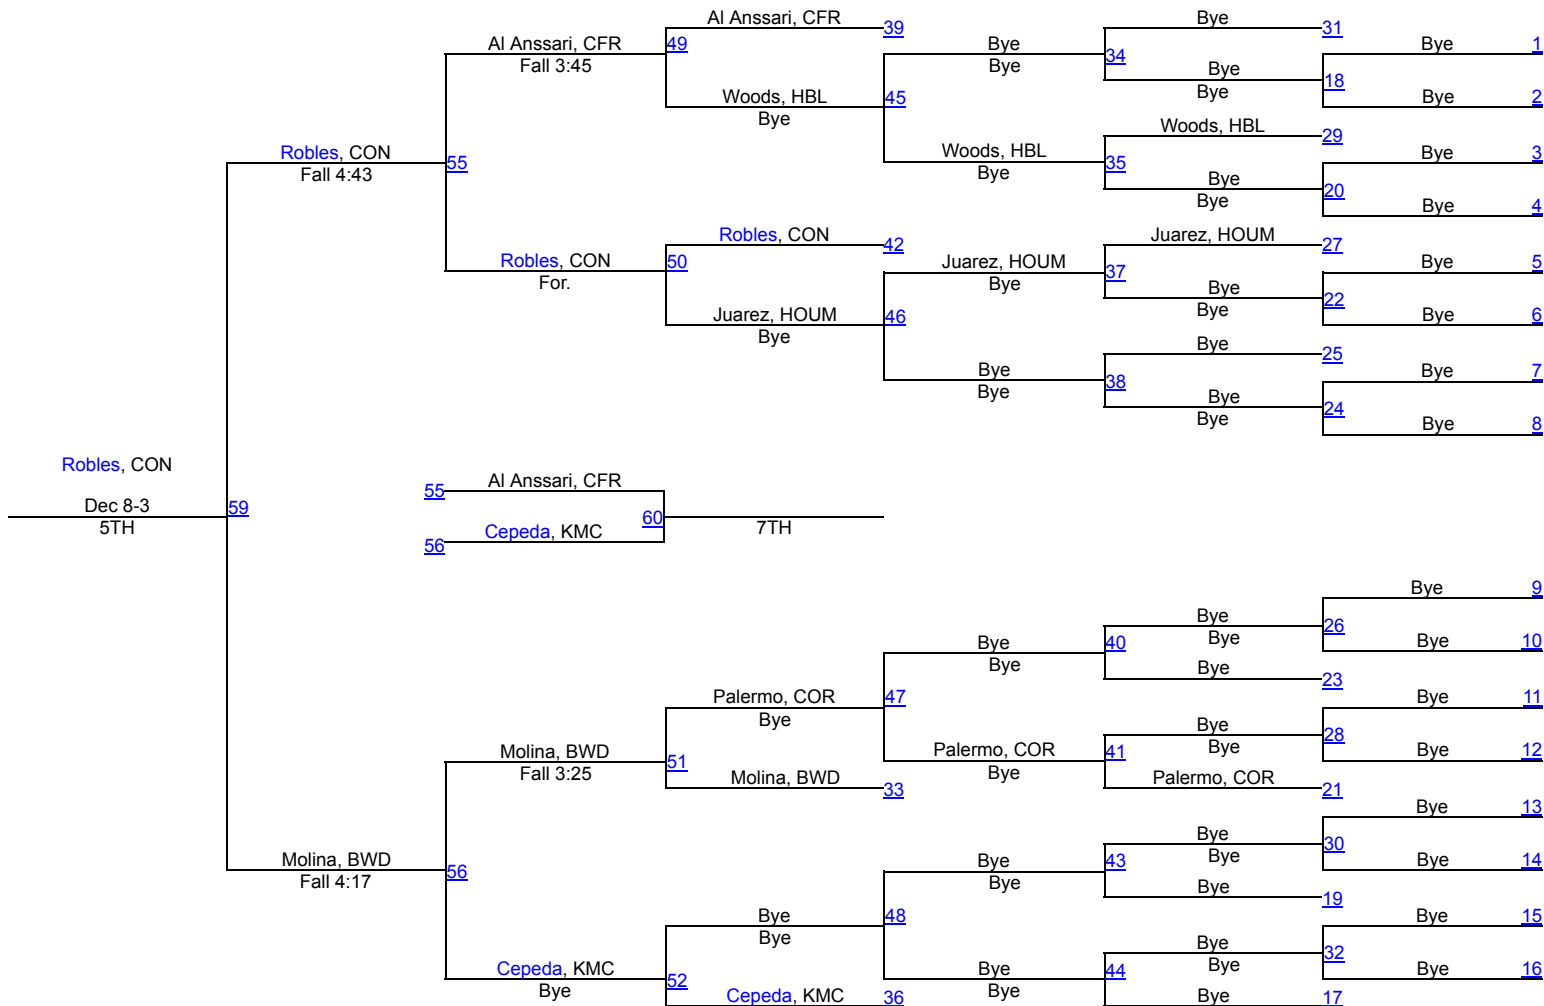 Al Anssari, CFR
39
Bye
31
Al Anssari, CFR
49
Bye
34
Bye
1
Fall 3:45
Bye
Bye
18
Woods, HBL
45
Bye
Bye
2
Bye
Woods, HBL
29
Robles, CON
55
Woods, HBL
35
Bye
3
Fall 4:43
Bye
Bye
20
Bye
Bye
4
Robles, CON
42
Juarez, HOUM
27
Robles, CON
50
Juarez, HOUM
37
Bye
5
For.
Bye
Bye
22
Juarez, HOUM
46
Bye
Bye
6
Bye
Bye
25
Bye
38
Bye
7
Bye
Bye
24
Bye
Bye
8
Robles, CON
55
Al Anssari, CFR
Dec 8-3
59
60
5TH
7TH
56
Cepeda, KMC
Bye
9
Bye
26
Bye
40
Bye
Bye
10
Bye
Bye
23
Palermo, COR
47
Bye
11
Bye
Bye
28
Molina, BWD
51
Palermo, COR
41
Bye
Bye
12
Fall 3:25
Bye
Molina, BWD
33
Palermo, COR
21
Bye
13
Bye
30
Molina, BWD
56
Bye
43
Bye
Bye
14
Fall 4:17
Bye
Bye
19
Bye
48
Bye
15
Bye
Bye
32
Cepeda, KMC
52
Bye
44
Bye
Bye
16
Bye
Cepeda, KMC
36
Bye
Bye
17